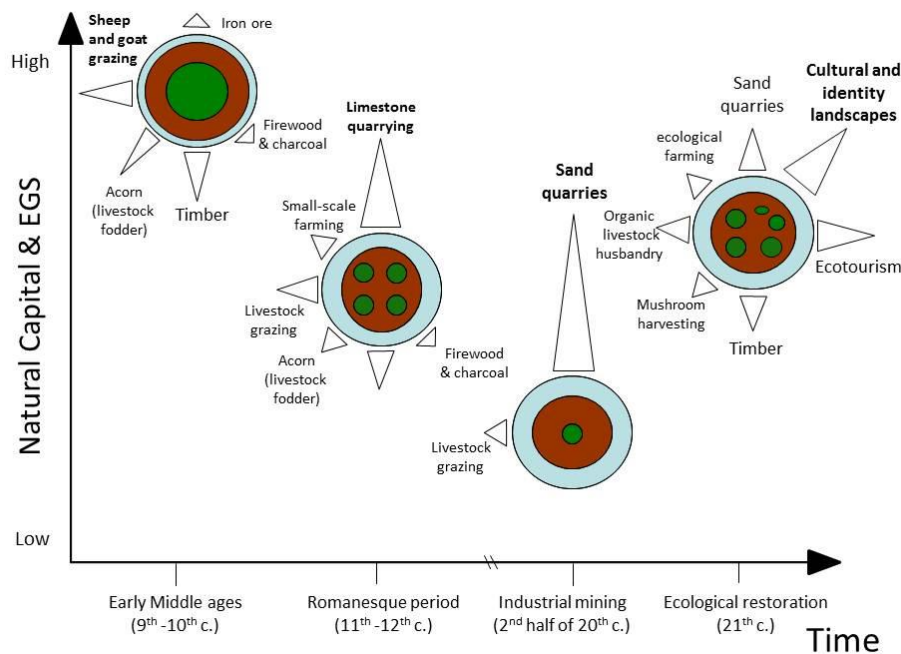 Natural Capital & EGS
High
Low
Sheep
and goat
grazing
Iron ore
Firewood
& charcoal
Acorn
(livestock
fodder)
Timber
Limestone
quarrying
Small-scale
farming
Livestock
grazing
Acorn
(livestock
fodder)
Firewood
& charcoal
Sand
quarries
Livestock
grazing
Sand
quarries
Cultural and
identity
landscapes
ecological
farming
Organic
livestock
husbandry
Ecotourism
Mushroom
harvesting
Timber
Early Middle ages
(9th -10th c.)
Romanesque period
(11th -12th c.)
Industrial mining
(2nd half of 20th c.)
Ecological restoration
(21th c.)
Time